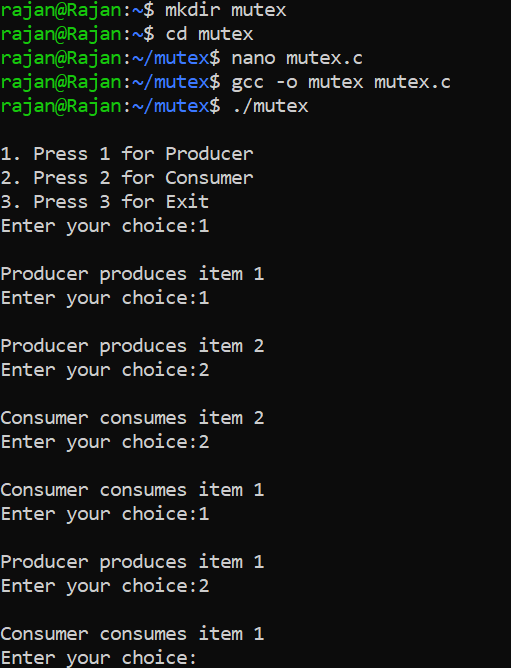 rajan@Rajan:~$ mkdir mutex
rajan@Rajan:~$ cd mutex
rajan@Rajan:~/mutex$ nano mutex.c
rajan@Rajan:~/mutex$ gcc -o mutex mutex.c
rajan@Rajan:~/mutex$ ./mutex
1. Press 1 for Producer
2. Press 2 for Consumer
3. Press 3 for Exit
Enter your choice:1
Producer produces item 1
Enter your choice:1
Producer produces item 2
Enter your choice:2
Consumer consumes item 2
Enter your choice:2
Consumer consumes item 1
Enter your choice:1
Producer produces item 1
Enter your choice:2
Consumer consumes item 1
Enter your choice: